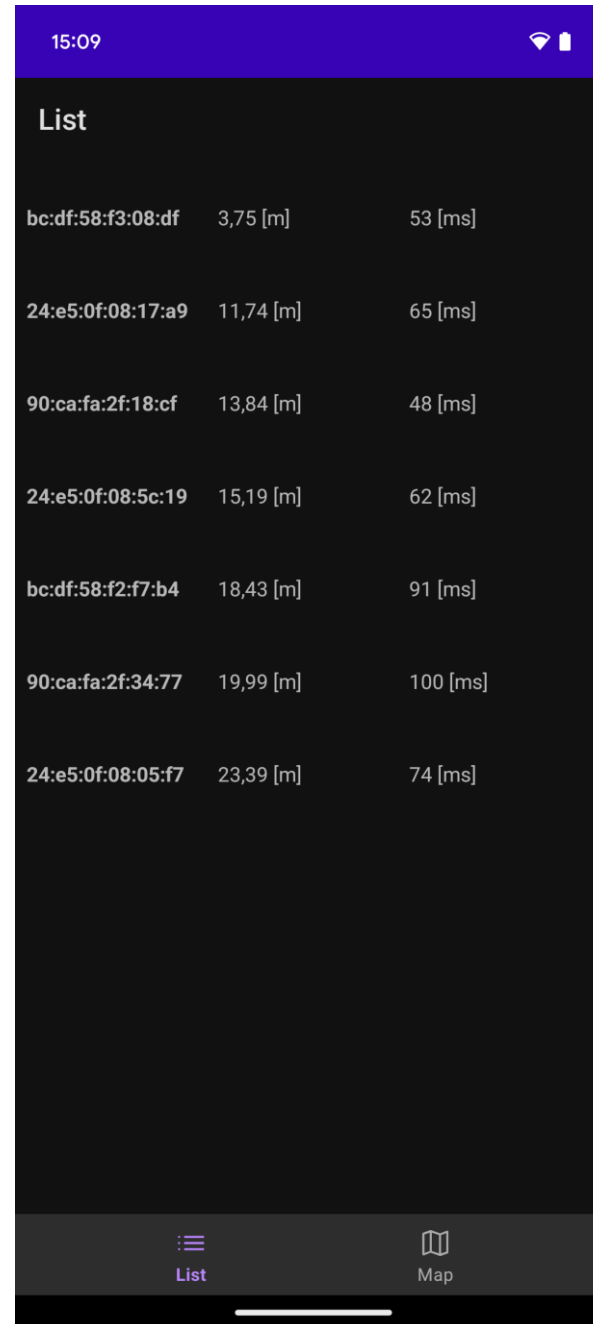 15:09
List
bc:df:58:f3:08:df 3,75 [m] 53 [ms]
24:e5:0f:08:17:a9 11,74 [m] 65 [ms]
90:ca:fa:2f:18:cf 13,84 [m] 48 [ms]
24:e5:0f:08:5c:19 15,19 [m] 62 [ms]
bc:df:58:f2:f7:b4 18,43 [m] 91 [ms]
90:ca:fa:2f:34:77 19,99 [m] 100 [ms]
24:e5:0f:08:05:f7 23,39 [m] 74 [ms]
List Map